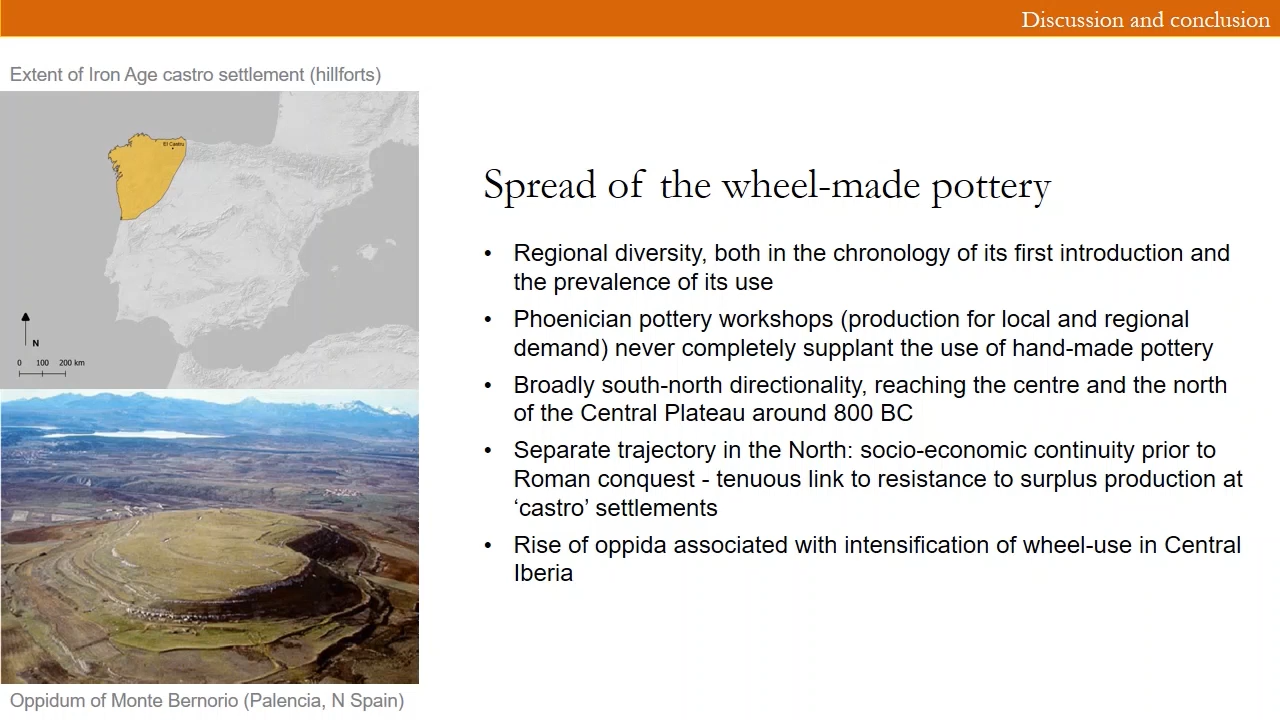 Discussion and conclusion
Extent of Iron Age castro settlement (hillforts)
El Castru
N
0 100 200 km
Oppidum of Monte Bernorio (Palencia, N Spain)
Spread of the wheel-made pottery
• Regional diversity, both in the chronology of its first introduction and
the prevalence of its use
• Phoenician pottery workshops (production for local and regional
demand) never completely supplant the use of hand-made pottery
• Broadly south-north directionality, reaching the centre and the north
of the Central Plateau around 800 BC
• Separate trajectory in the North: socio-economic continuity prior to
Roman conquest - tenuous link to resistance to surplus production at
‘castro’ settlements
• Rise of oppida associated with intensification of wheel-use in Central
Iberia